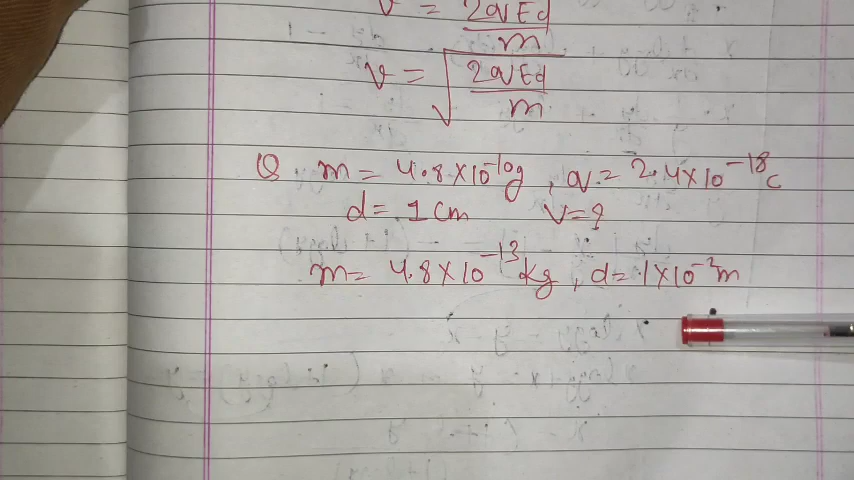 v = 2qEd/m
v = √2qEd/m
Q. m = 4.8×10⁻¹⁰g, q = 2.4×10⁻¹⁸c
d = 1 cm V = ?
m = 4.8×10⁻¹³ kg, d = 1×10⁻²m